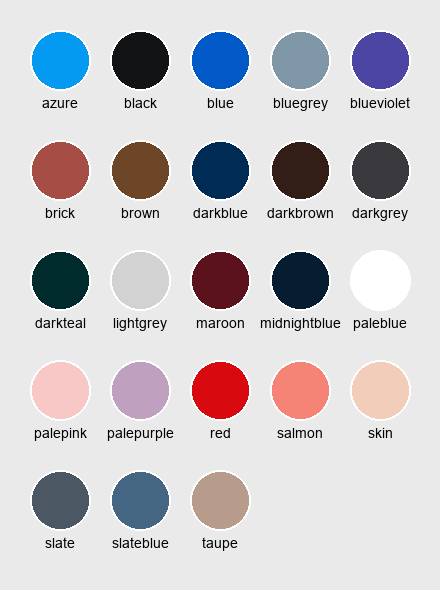 azure black blue bluegrey blueviolet
brick brown darkblue darkbrown darkgrey
darkteal lightgrey maroon midnightblue paleblue
palepink palepurple red salmon skin
slate slateblue taupe